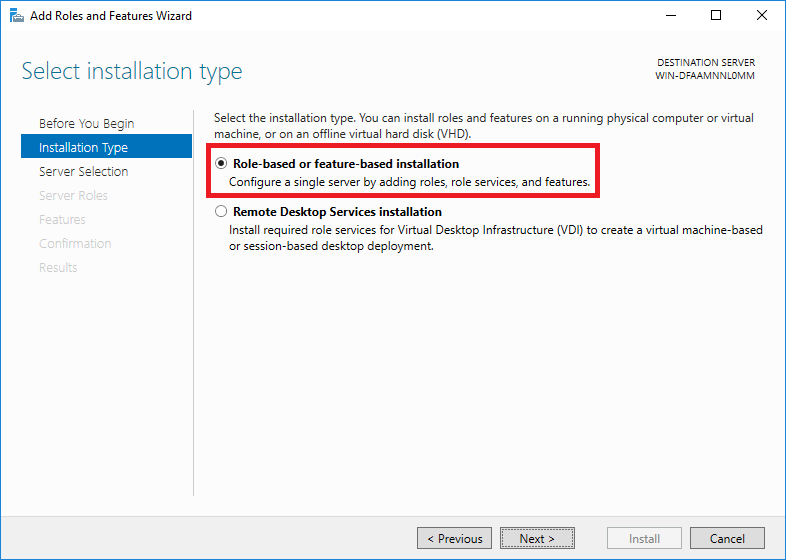 Add Roles and Features Wizard
Select installation type
DESTINATION SERVER
WIN-DFAAMNNL0MM
Before You Begin
Installation Type
Server Selection
Server Roles
Features
Confirmation
Results
Select the installation type. You can install roles and features on a running physical computer or virtual
machine, or on an offline virtual hard disk (VHD).
Role-based or feature-based installation
Configure a single server by adding roles, role services, and features.
Remote Desktop Services installation
Install required role services for Virtual Desktop Infrastructure (VDI) to create a virtual machine-based
or session-based desktop deployment.
< Previous
Next >
Install
Cancel